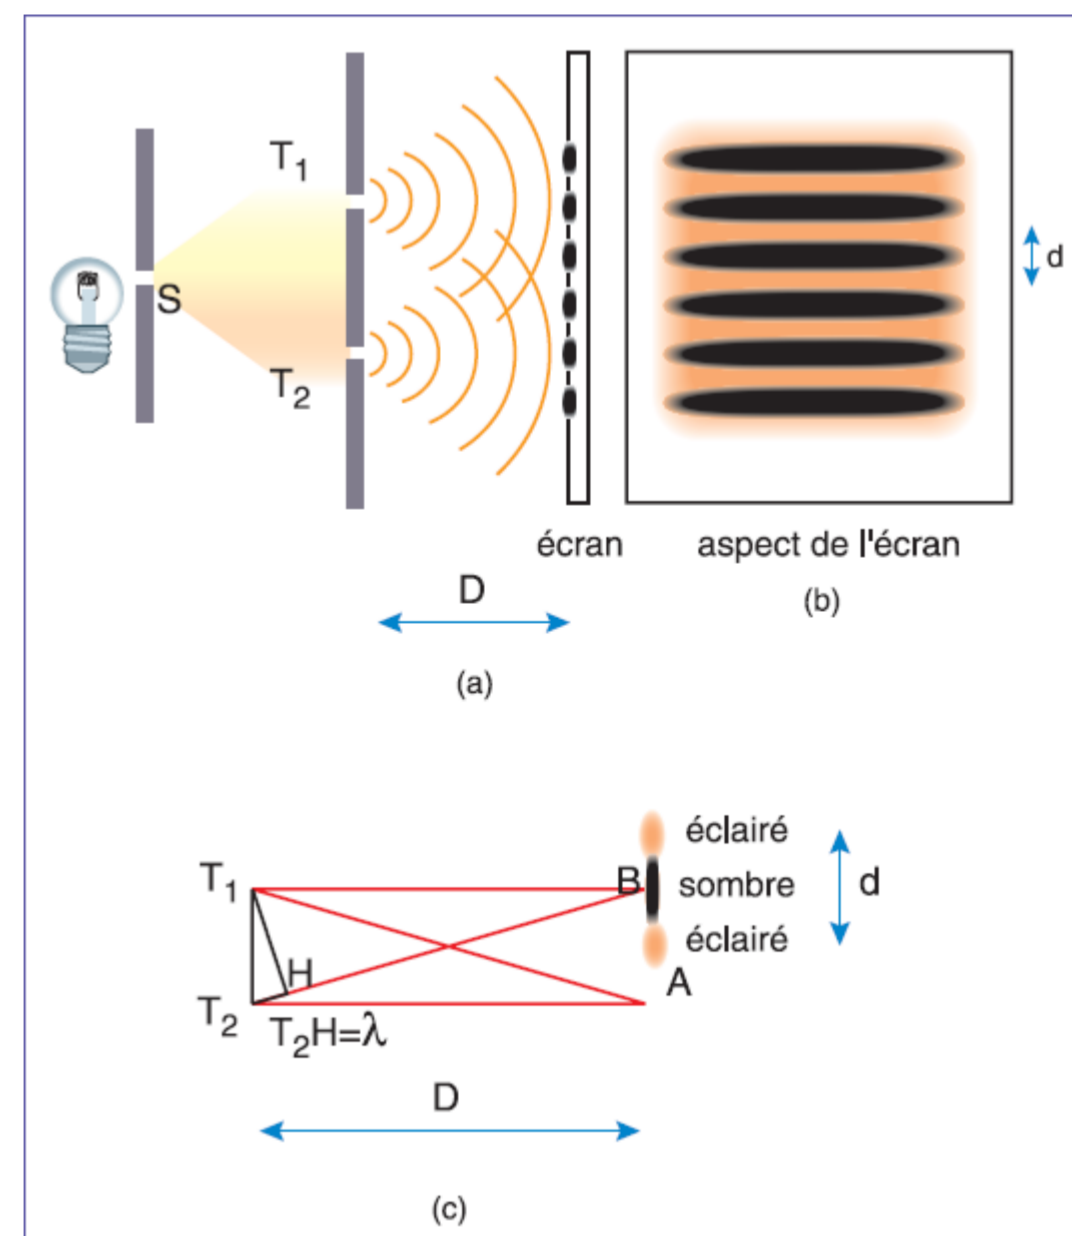 T1
S
T2
d
écran
aspect de l'écran
D
(b)
(a)
éclairé
T1
B
sombre
d
éclairé
H
A
T2
T2H=λ
D
(c)